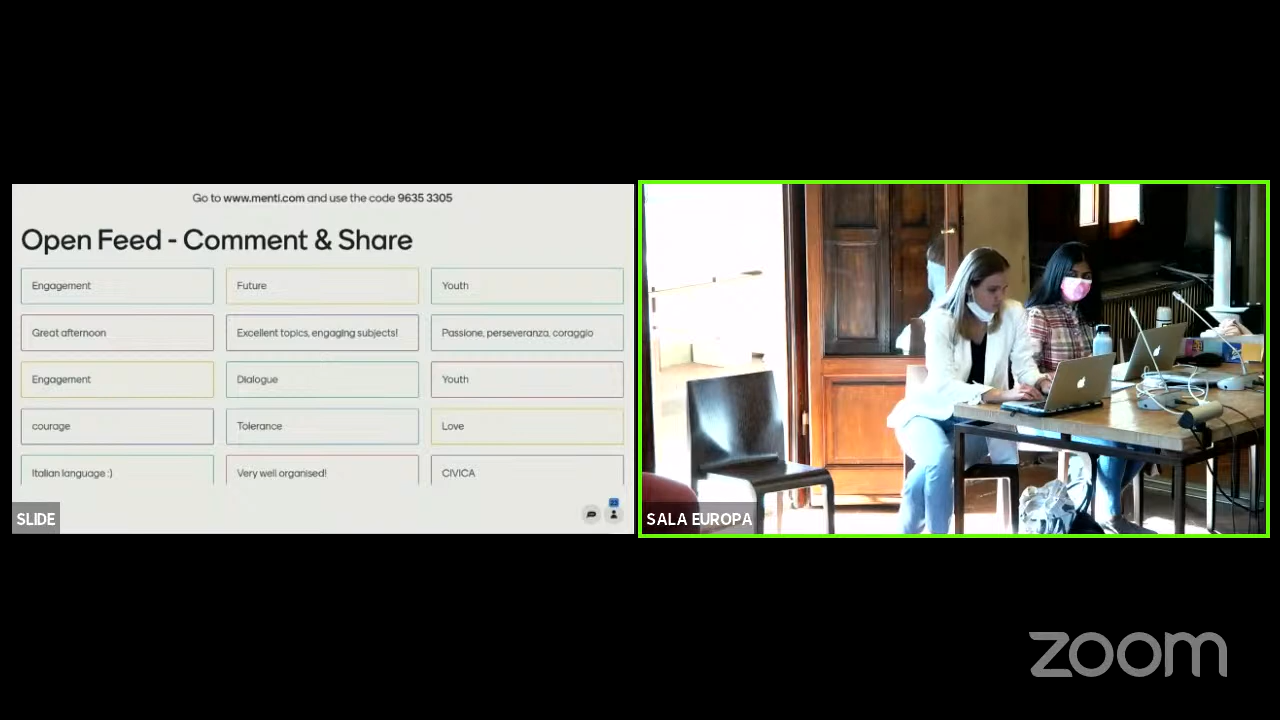 Go to www.menti.com and use the code 9635 3305
Open Feed - Comment & Share
Engagement
Future
Youth
Great afternoon
Excellent topics, engaging subjects!
Passione, perseveranza, coraggio
Engagement
Dialogue
Youth
courage
Tolerance
Love
Italian language :)
Very well organised!
CIVICA
SLIDE
SALA EUROPA
zoom